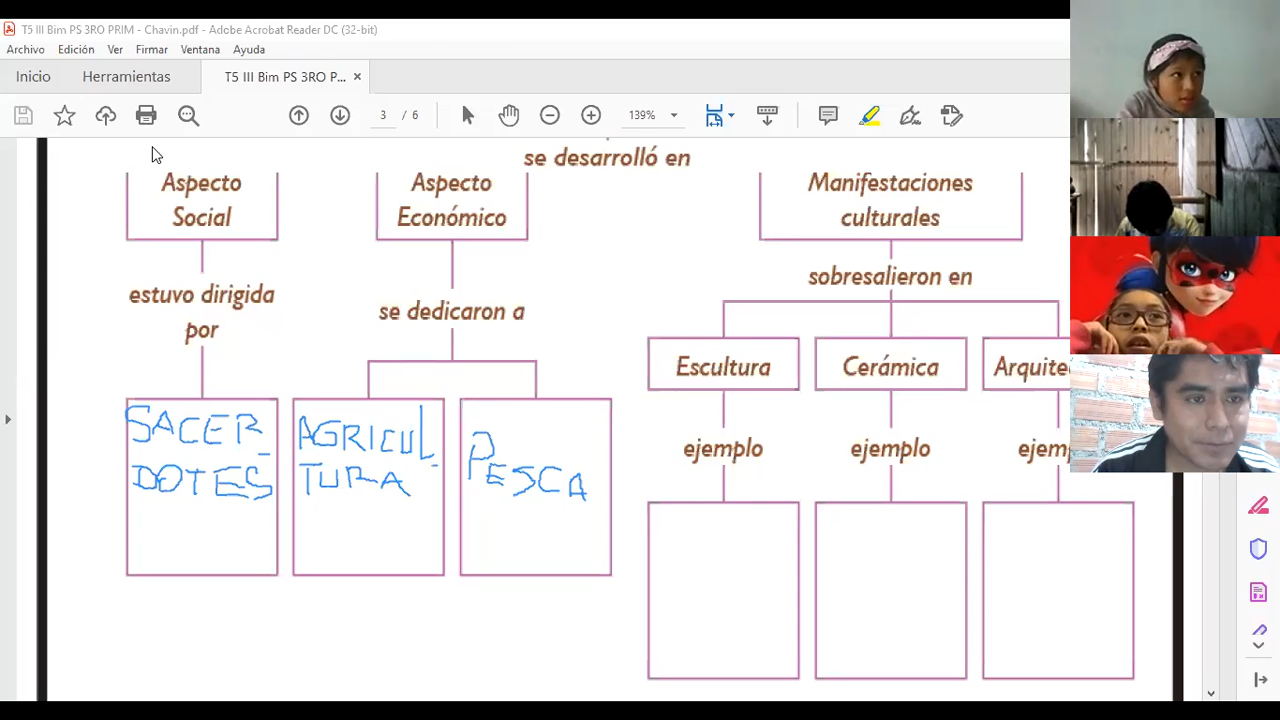 T5 III Bim PS 3RO PRIM - Chavin.pdf - Adobe Acrobat Reader DC (32-bit)
Archivo Edición Ver Firmar Ventana Ayuda
Inicio Herramientas T5 III Bim PS 3RO P... ×
3 / 6 139%
se desarrolló en
Aspecto
Social
Aspecto
Económico
Manifestaciones
culturales
estuvo dirigida
por
se dedicaron a
sobresalieron en
Escultura
Cerámica
Arquite
ejemplo
ejemplo
ejem
SACER-
DOTES
AGRICUL-
TURA
PESCA